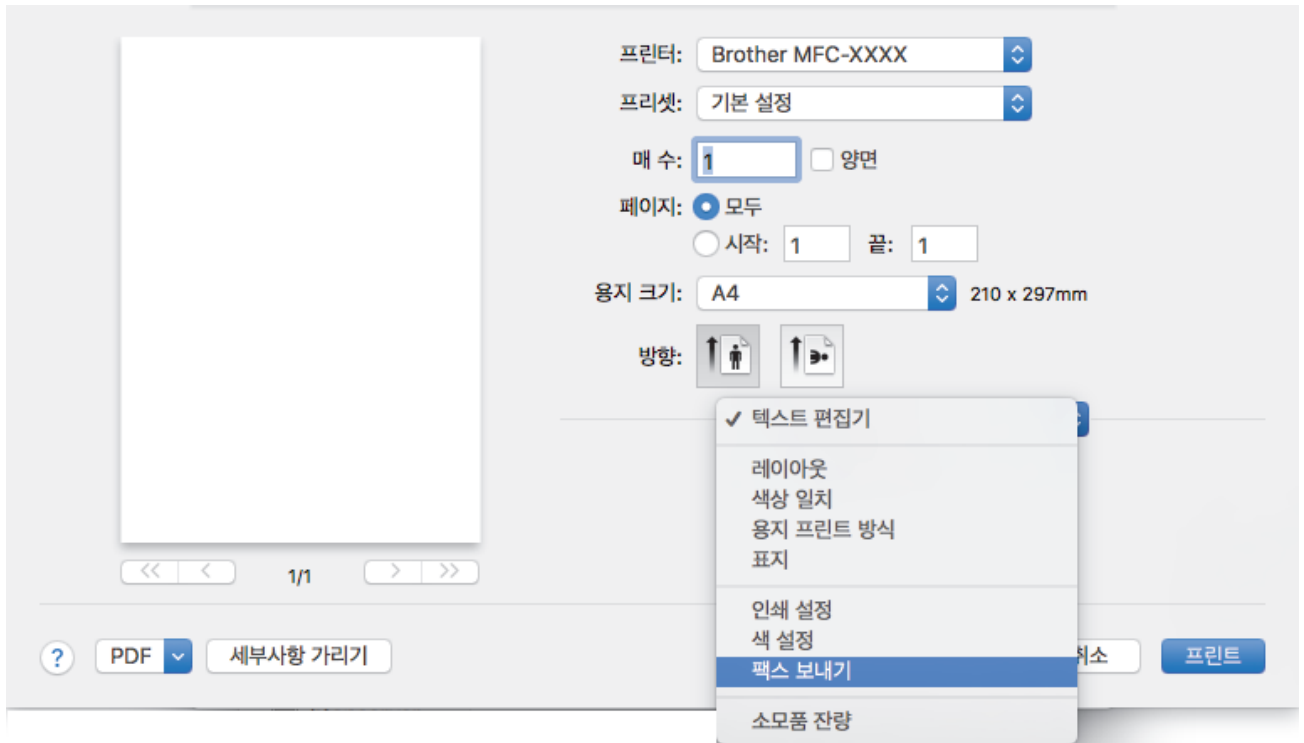 프린터: Brother MFC-XXXX
프리셋: 기본 설정
매 수: 1 양면
페이지: 모두
시작: 1 끝: 1
용지 크기: A4 210 x 297mm
방향:
✓ 텍스트 편집기
레이아웃
색상 일치
용지 프린트 방식
표지
<< < 1/1 > >>
인쇄 설정
색 설정
팩스 보내기
소모품 잔량
? PDF 세부사항 가리기 프린트